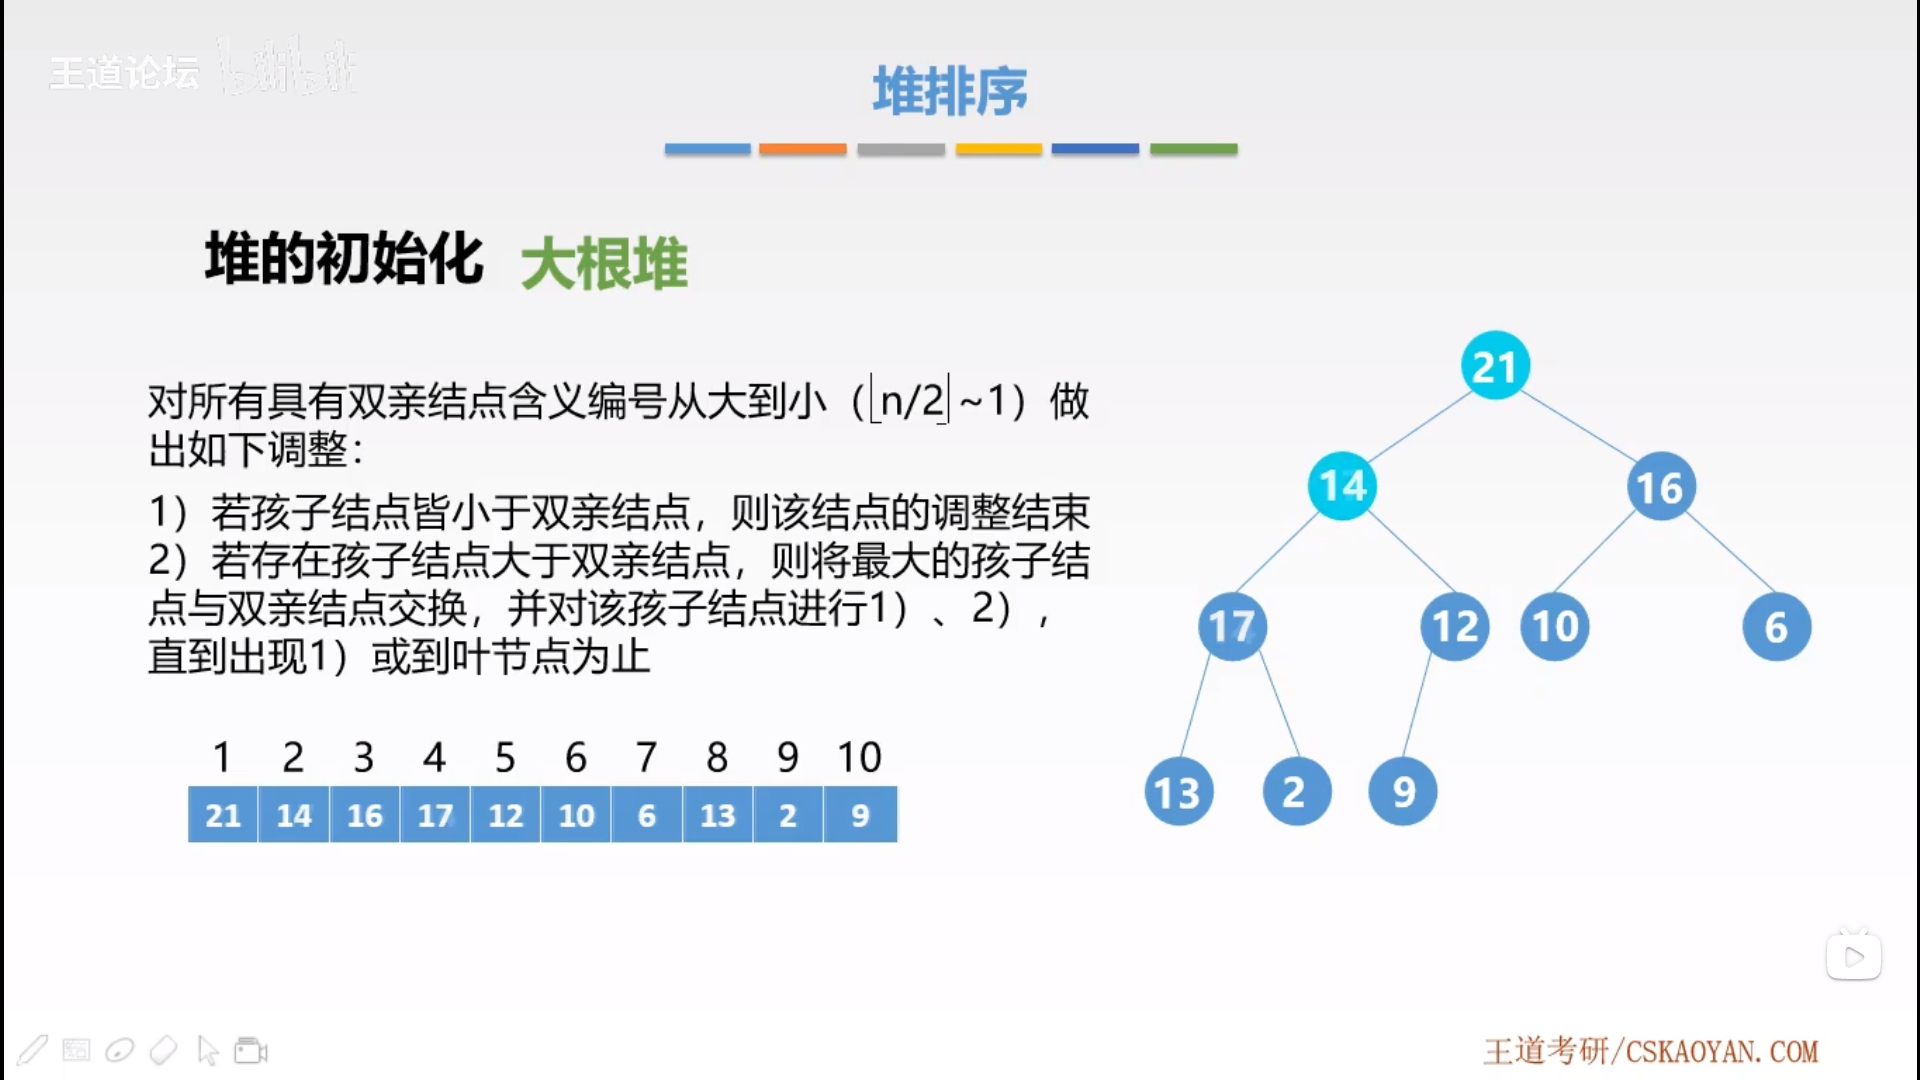 王道论坛 bilibili
堆排序
堆的初始化 大根堆
对所有具有双亲结点含义编号从大到小（⌊n/2⌋ ~1）做
出如下调整：
1）若孩子结点皆小于双亲结点，则该结点的调整结束
2）若存在孩子结点大于双亲结点，则将最大的孩子结
点与双亲结点交换，并对该孩子结点进行1）、2），
直到出现1）或到叶节点为止
1 2 3 4 5 6 7 8 9 10
21 14 16 17 12 10 6 13 2 9
21
14 16
17 12 10 6
13 2 9
王道考研/CSKAOYAN.COM